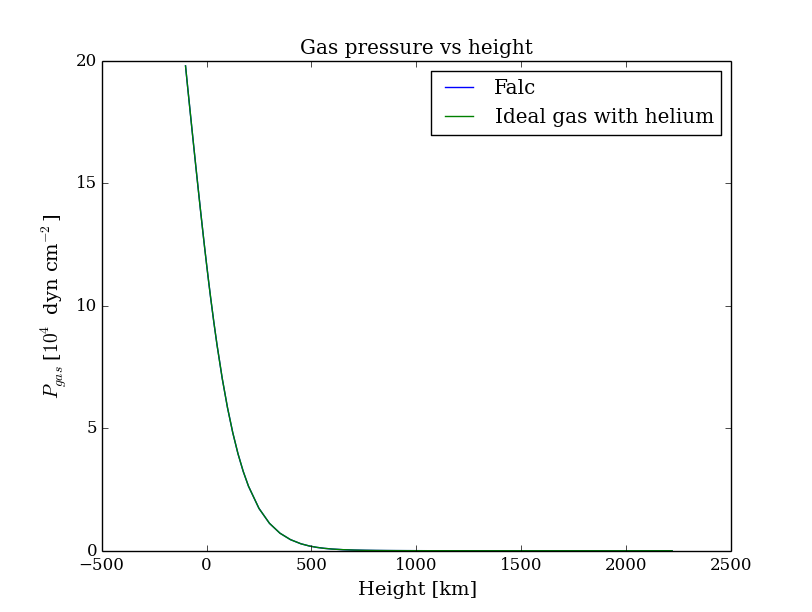 Gas pressure vs height
Falc
Ideal gas with helium
20
15
10
5
0
P_gas [10^4 dyn cm^−2]
−500
0
500
1000
1500
2000
2500
Height [km]